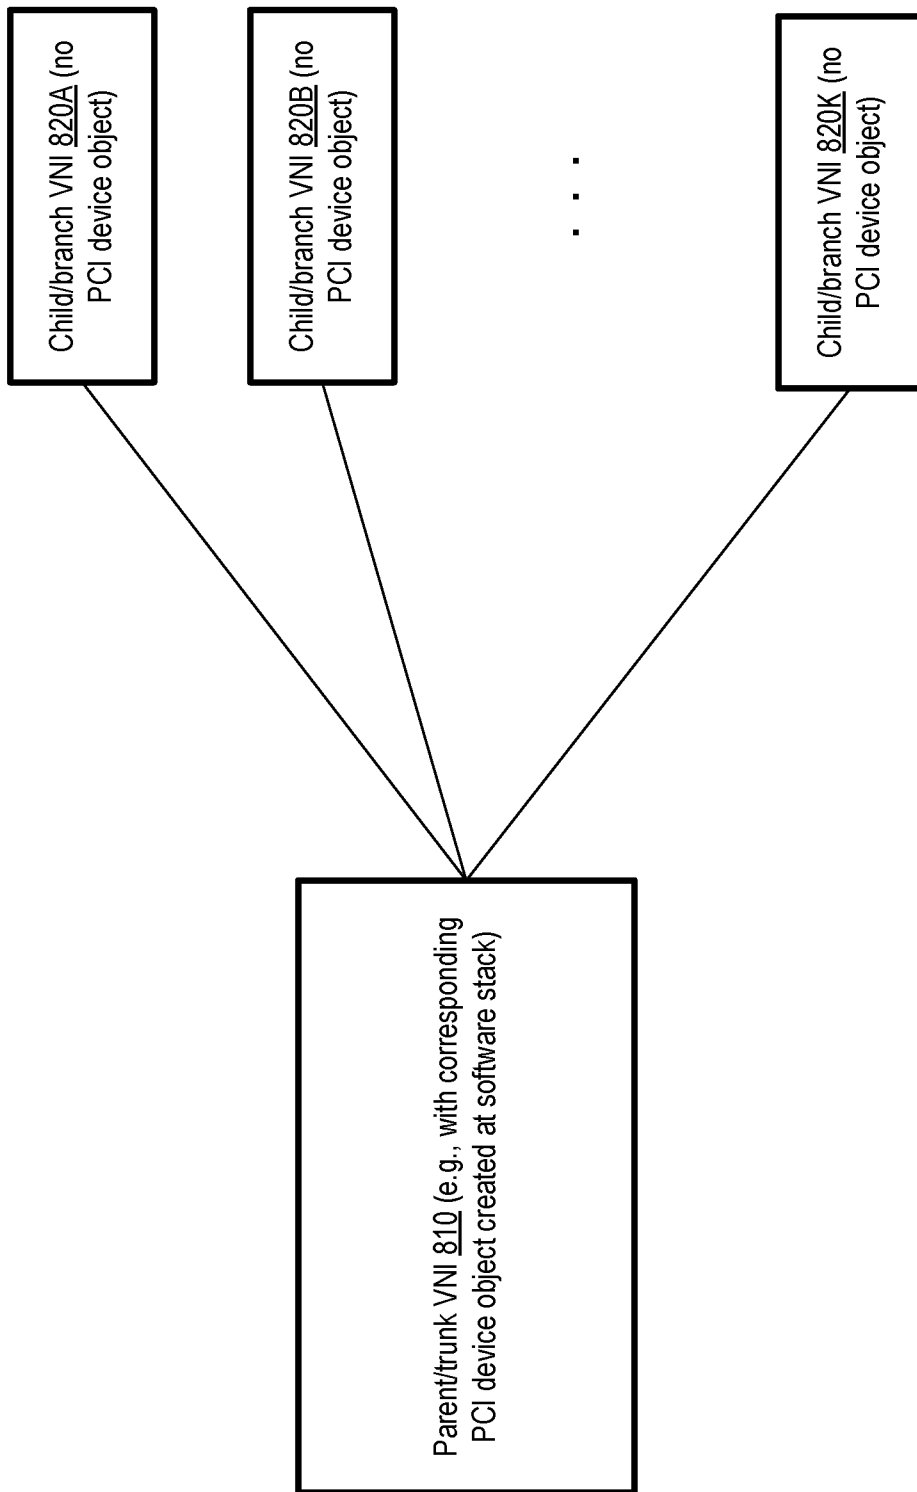 Parent/trunk VNI 810 (e.g., with corresponding
PCI device object created at software stack)
Child/branch VNI 820A (no
PCI device object)
Child/branch VNI 820B (no
PCI device object)
. . .
Child/branch VNI 820K (no
PCI device object)